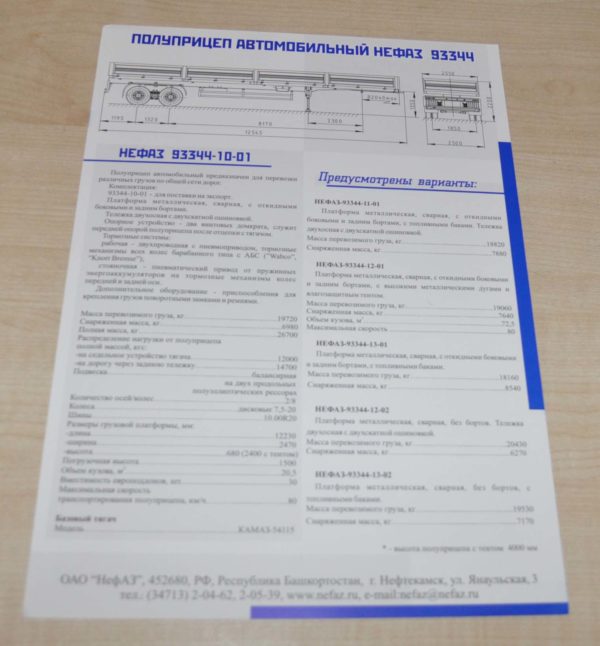 ПОЛУПРИЦЕП АВТОМОБИЛЬНЫЙ НЕФАЗ 93344
2550
1195
1320
8170
3300
12545
1850
2500
НЕФАЗ 93344-10-01
Полуприцеп автомобильный предназначен для перевозки
различных грузов по общей сети дорог.
Комплектация:
93344-10-01 - для поставки на экспорт.
Платформа металлическая, сварная, с откидными
боковыми и задним бортами.
Тележка двухосная с двухскатной ошиновкой.
Опорное устройство - два винтовых домкрата, служит
передней опорой полуприцепа после отцепки с тягачом.
Тормозные системы:
рабочая - двухпроводная с пневмоприводом, тормозные
механизмы всех колес барабанного типа с АБС ("Wabco",
"Knorr Bremse"),
стояночная - пневматический привод от пружинных
энергоаккумуляторов на тормозные механизмы колес
передней и задней оси.
Дополнительное оборудование - приспособления для
крепления грузов поворотными замками и ремнями.
Масса перевозимого груза, кг 19720
Снаряженная масса, кг 6980
Полная масса, кг 26700
Распределение нагрузки от полуприцепа
полной массой, кгс:
-на седельное устройство тягача 12000
-на дорогу через заднюю тележку 14700
Подвеска балансирная
на двух продольных
полуэллиптических рессорах
Количество осей/колес 2/8
Колеса дисковые 7,5-20
Шины 10.00R20
Размеры грузовой платформы, мм:
-длина 12230
-ширина 2470
-высота 680 (2400 с тентом)
Погрузочная высота 1500
Объем кузова, м³ 20,5
Вместимость европоддонов, шт. 30
Максимальная скорость
транспортирования полуприцепа, км/ч 80
Базовый тягач
Модель КАМАЗ-54115
Предусмотрены варианты:
НЕФАЗ-93344-11-01
Платформа металлическая, сварная, с откидными
боковыми и задним бортами, с топливными баками. Тележка
двухосная с двухскатной ошиновкой.
Масса перевозимого груза, кг 18820
Снаряженная масса, кг 7880
НЕФАЗ-93344-12-01
Платформа металлическая, сварная, с откидными боковыми
и задним бортами, с высокими металлическими дугами и
влагозащитным тентом.
Масса перевозимого груза, кг 19060
Снаряженная масса, кг 7640
Объем кузова, м³ 72,5
Максимальная скорость 80
НЕФАЗ-93344-13-01
Платформа металлическая, сварная, с откидными боковыми
и задним бортами, с топливными баками.
Масса перевозимого груза, кг 18160
Снаряженная масса, кг 8540
НЕФАЗ-93344-12-02
Платформа металлическая, сварная, без бортов. Тележка
двухосная с двухскатной ошиновкой.
Масса перевозимого груза, кг 20430
Снаряженная масса, кг 6270
НЕФАЗ-93344-13-02
Платформа металлическая, сварная, без бортов, с
топливными баками.
Масса перевозимого груза, кг 19530
Снаряженная масса, кг 7170
* - высота полуприцепа с тентом 4000 мм
ОАО "НефАЗ", 452680, РФ, Республика Башкортостан, г. Нефтекамск, ул. Янаульская, 3
тел.: (34713) 2-04-62, 2-05-39, www.nefaz.ru, e-mail:nefaz@nefaz.ru